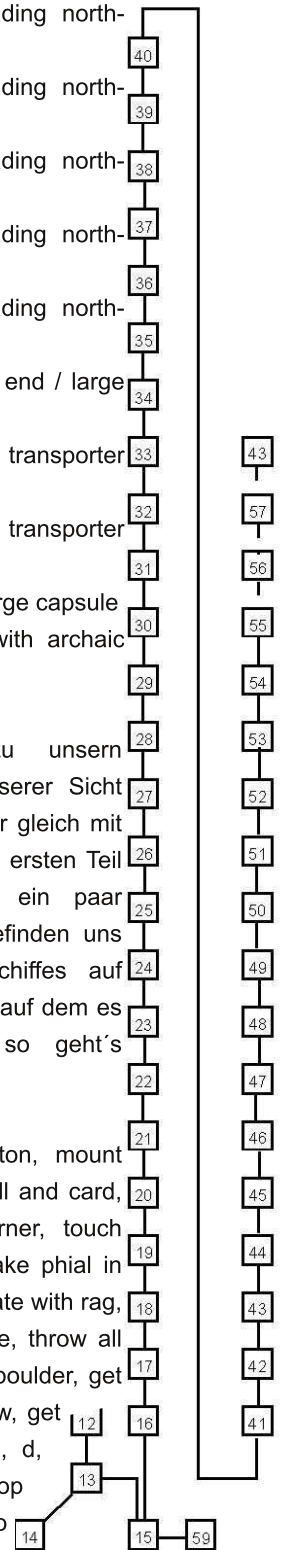 ding north-
ding north-
ding north-
ding north-
ding north-
end / large
transporter
transporter
rge capsule
with archaic
u unsern
serer Sicht
r gleich mit
ersten Teil
ein paar
efinden uns
chiffes auf
auf dem es
so geht´s
ton, mount
ll and card,
rner, touch
ake phial in
ate with rag,
e, throw all
boulder, get
w, get
, d,
op
o
40
39
38
37
36
35
34
33
32
31
30
29
28
27
26
25
24
23
22
21
20
19
18
17
16
12
13
14
15
59
43
57
56
55
54
53
52
51
50
49
48
47
46
45
44
43
42
41